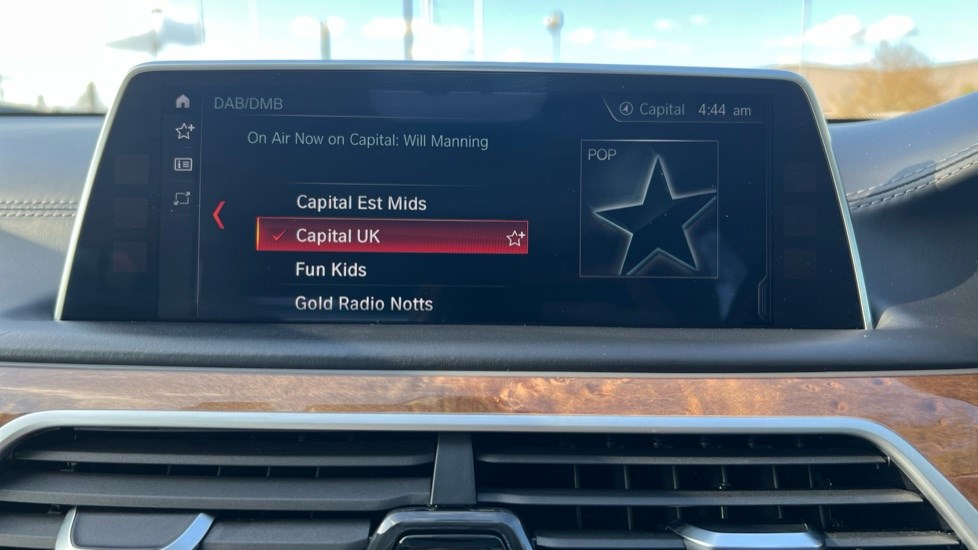 DAB/DMB
Capital 4:44 am
On Air Now on Capital: Will Manning
POP
Capital Est Mids
Capital UK
Fun Kids
Gold Radio Notts